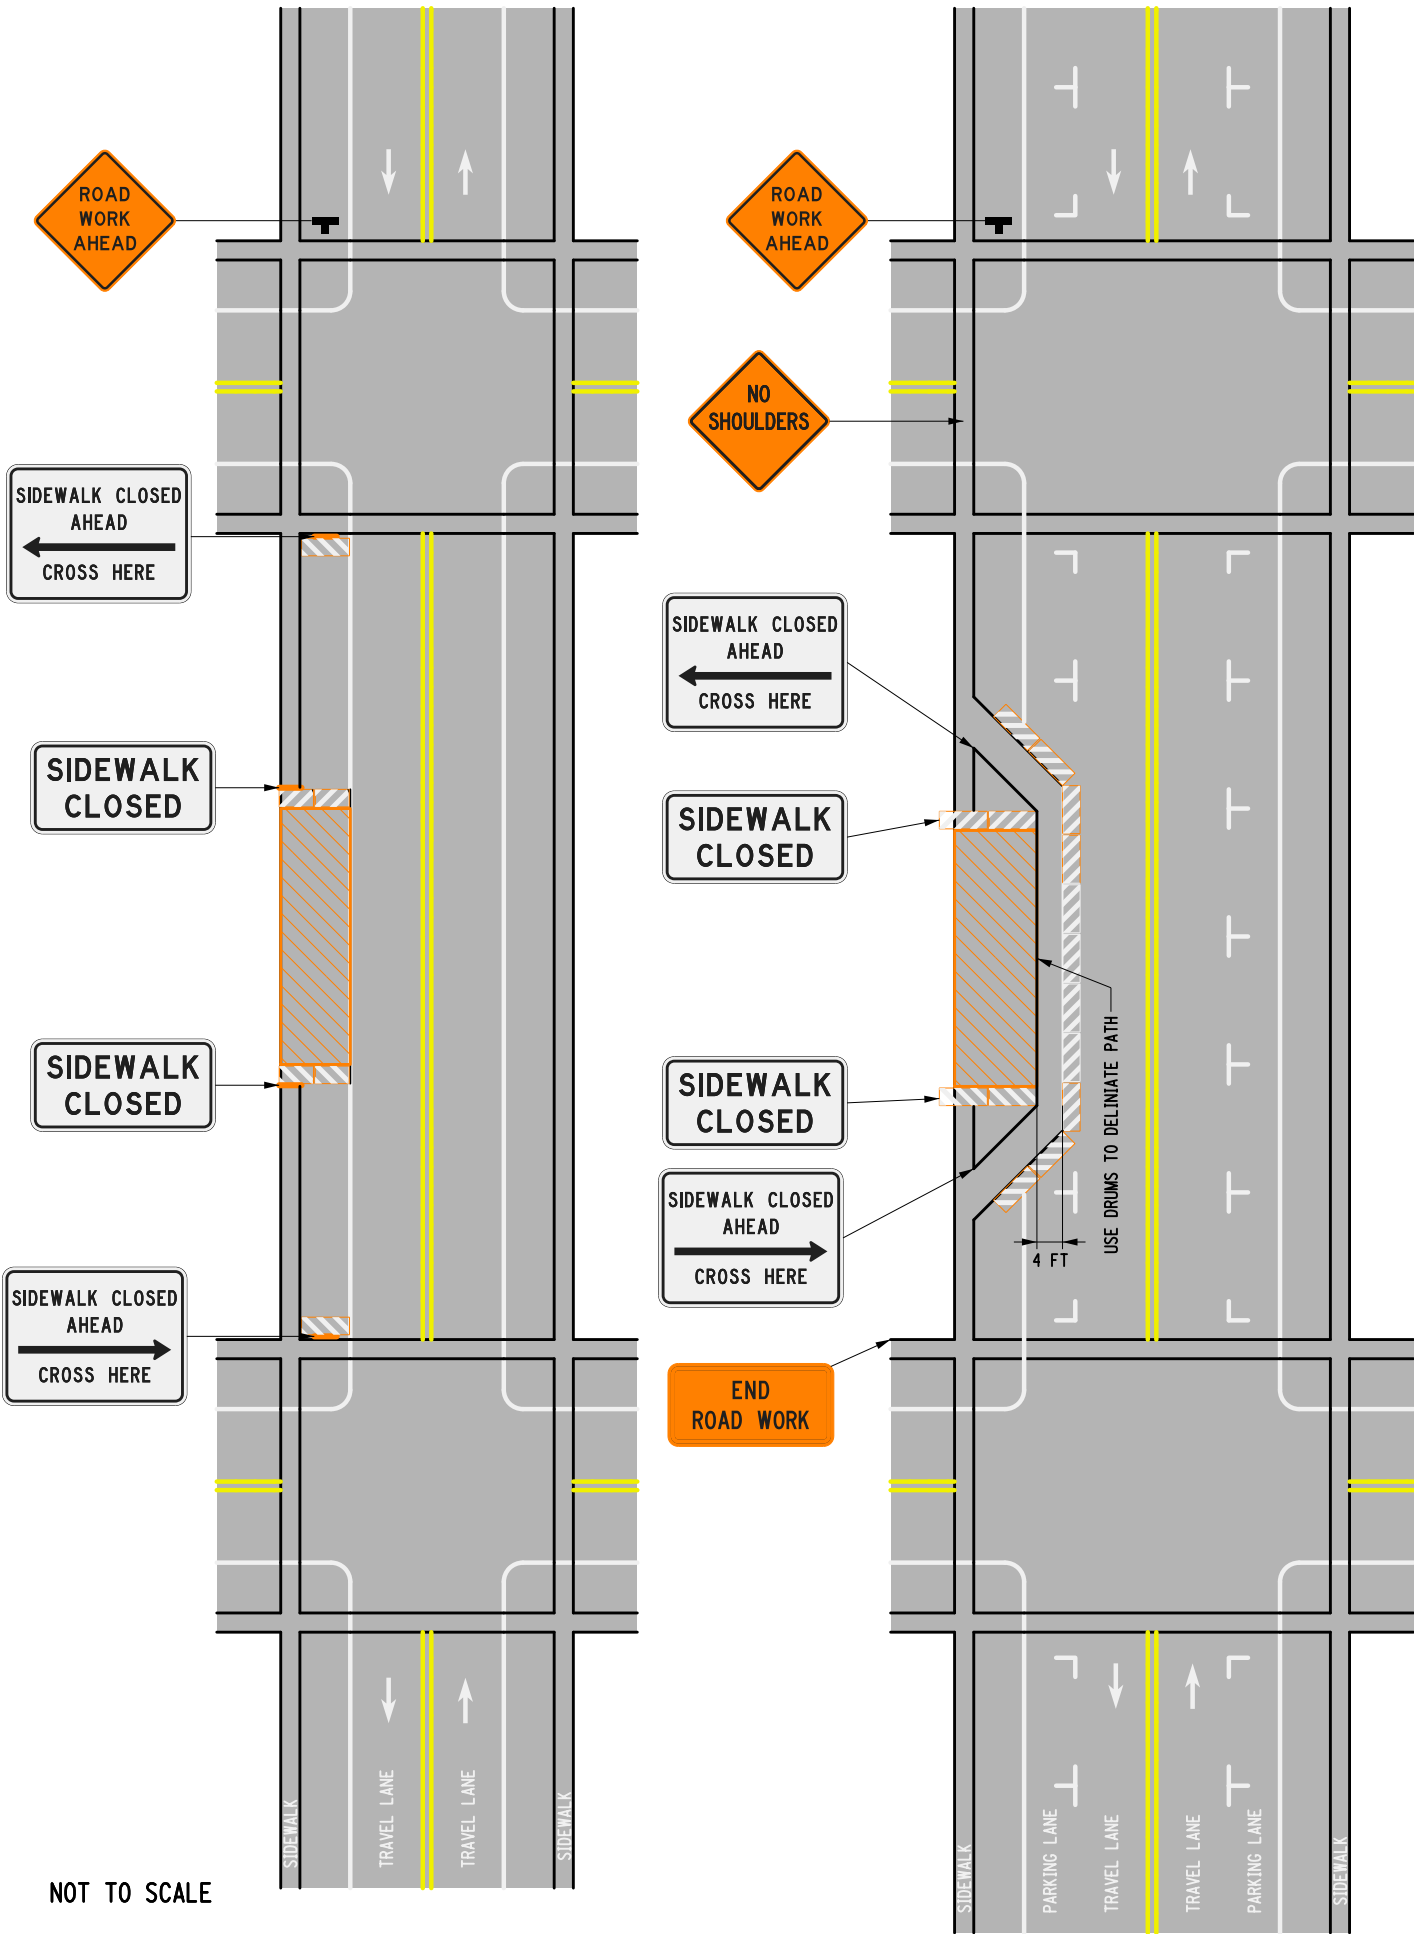 ROAD
WORK
AHEAD
SIDEWALK CLOSED
AHEAD
CROSS HERE
SIDEWALK
CLOSED
SIDEWALK
CLOSED
SIDEWALK CLOSED
AHEAD
CROSS HERE
SIDEWALK
TRAVEL LANE
TRAVEL LANE
SIDEWALK
NOT TO SCALE
ROAD
WORK
AHEAD
NO
SHOULDERS
SIDEWALK CLOSED
AHEAD
CROSS HERE
SIDEWALK
CLOSED
SIDEWALK
CLOSED
USE DRUMS TO DELINIATE PATH
SIDEWALK CLOSED
AHEAD
CROSS HERE
4 FT
END
ROAD WORK
SIDEWALK
PARKING LANE
TRAVEL LANE
TRAVEL LANE
PARKING LANE
SIDEWALK